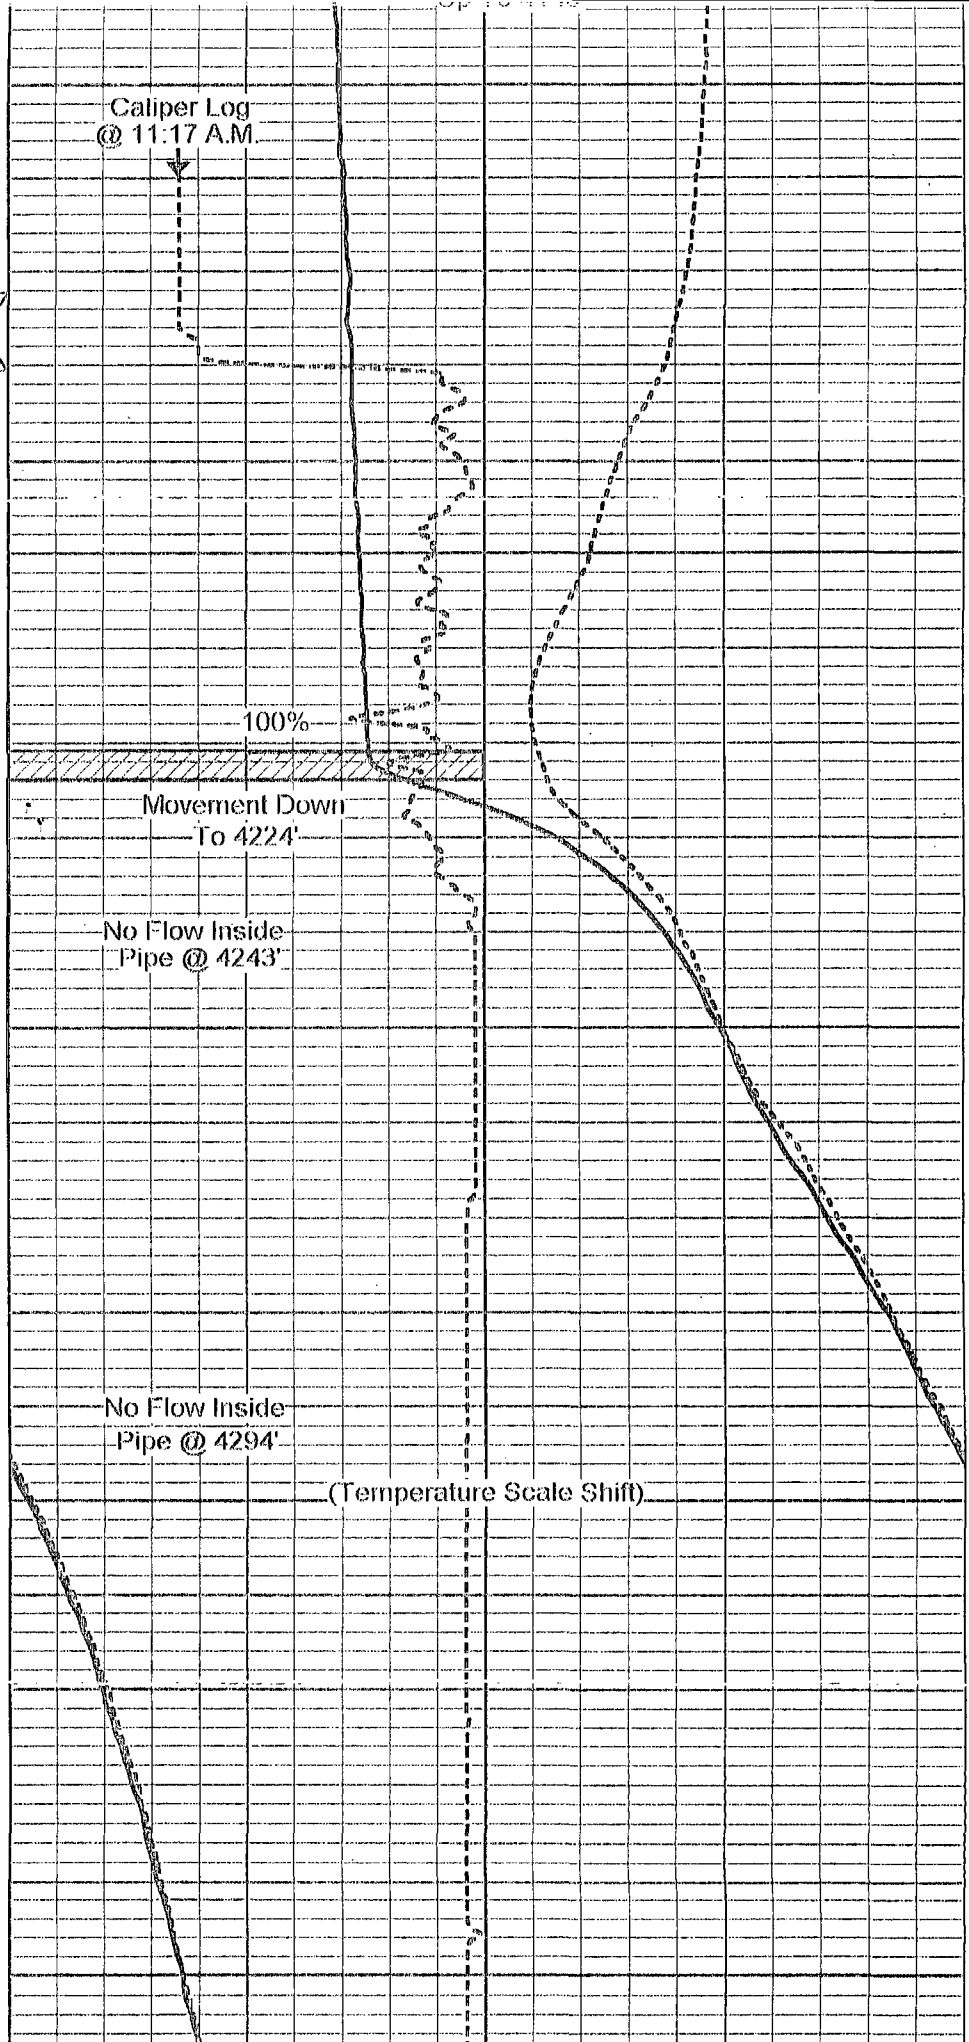 Caliper Log
@ 11:17 A.M.
100%
Movement Down
To 4224'
No Flow Inside
Pipe @ 4243'
No Flow Inside
Pipe @ 4294'
(Temperature Scale Shift)